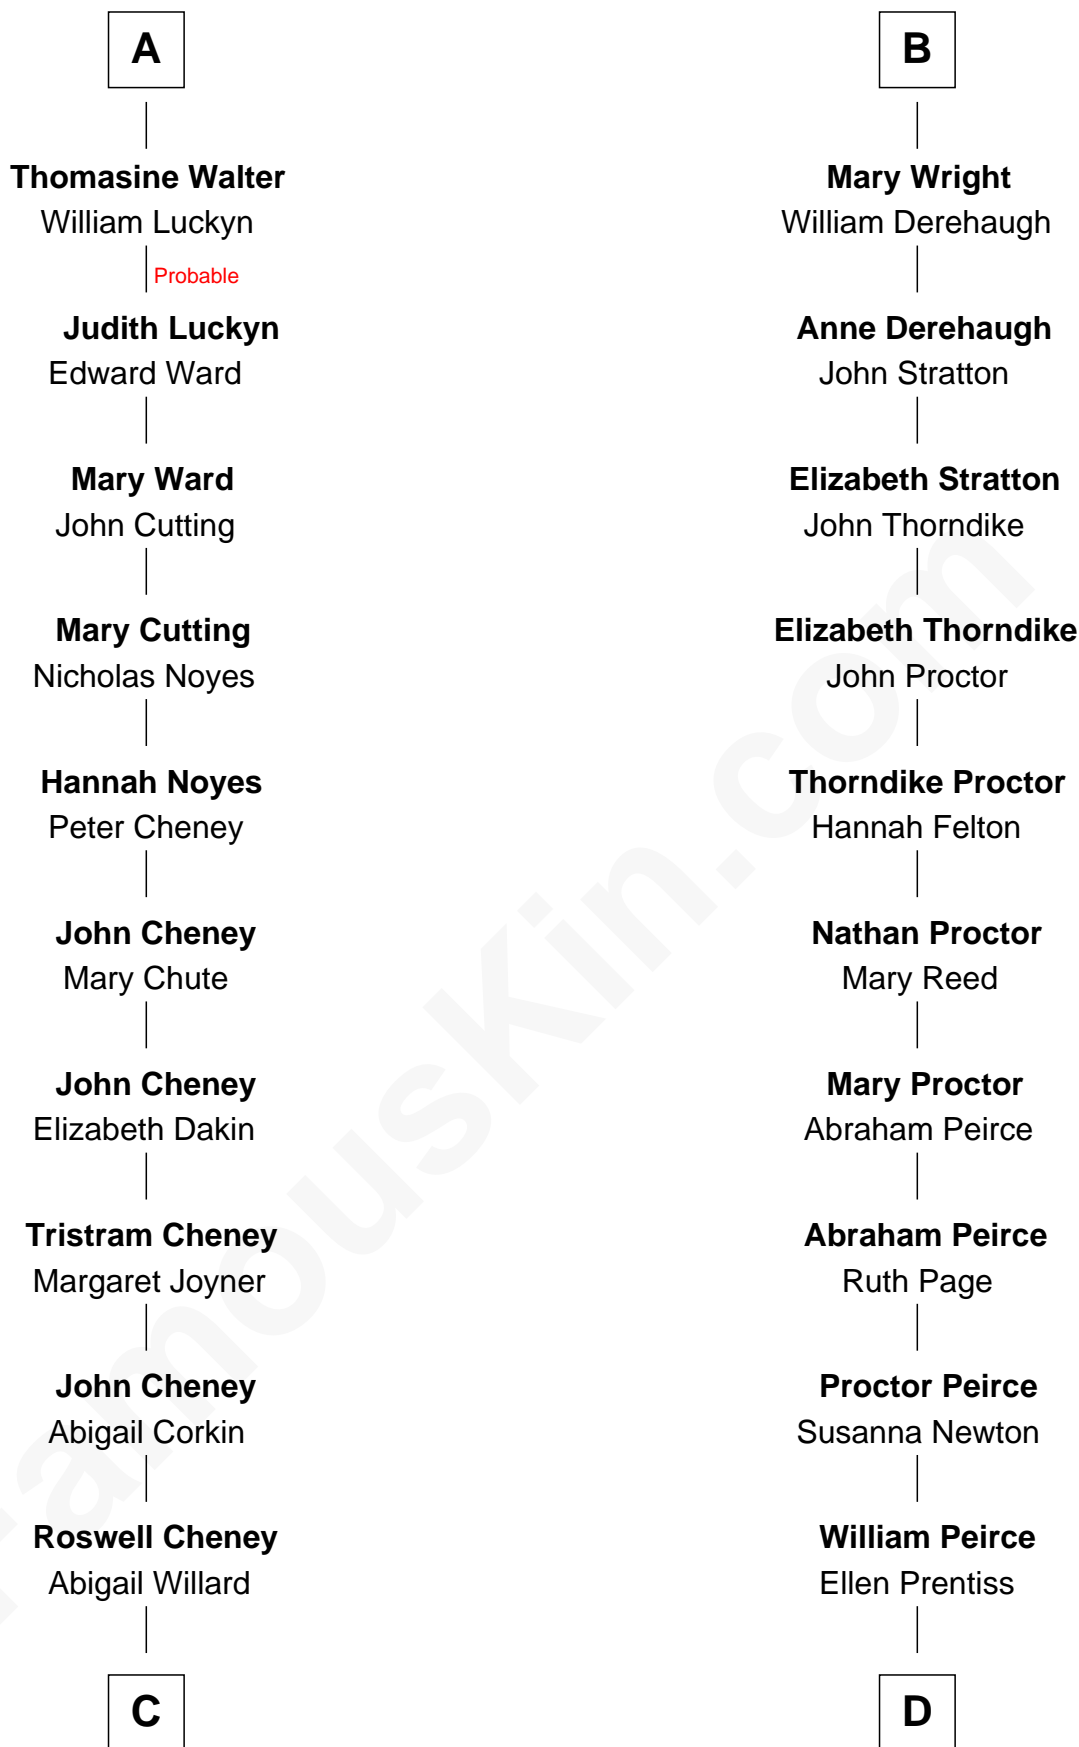 A
Thomasine Walter
William Luckyn
Probable
Judith Luckyn
Edward Ward
Mary Ward
John Cutting
Mary Cutting
Nicholas Noyes
Hannah Noyes
Peter Cheney
John Cheney
Mary Chute
John Cheney
Elizabeth Dakin
Tristram Cheney
Margaret Joyner
John Cheney
Abigail Corkin
Roswell Cheney
Abigail Willard
C
B
Mary Wright
William Derehaugh
Anne Derehaugh
John Stratton
Elizabeth Stratton
John Thorndike
Elizabeth Thorndike
John Proctor
Thorndike Proctor
Hannah Felton
Nathan Proctor
Mary Reed
Mary Proctor
Abraham Peirce
Abraham Peirce
Ruth Page
Proctor Peirce
Susanna Newton
William Peirce
Ellen Prentiss
D
FamousKin.com